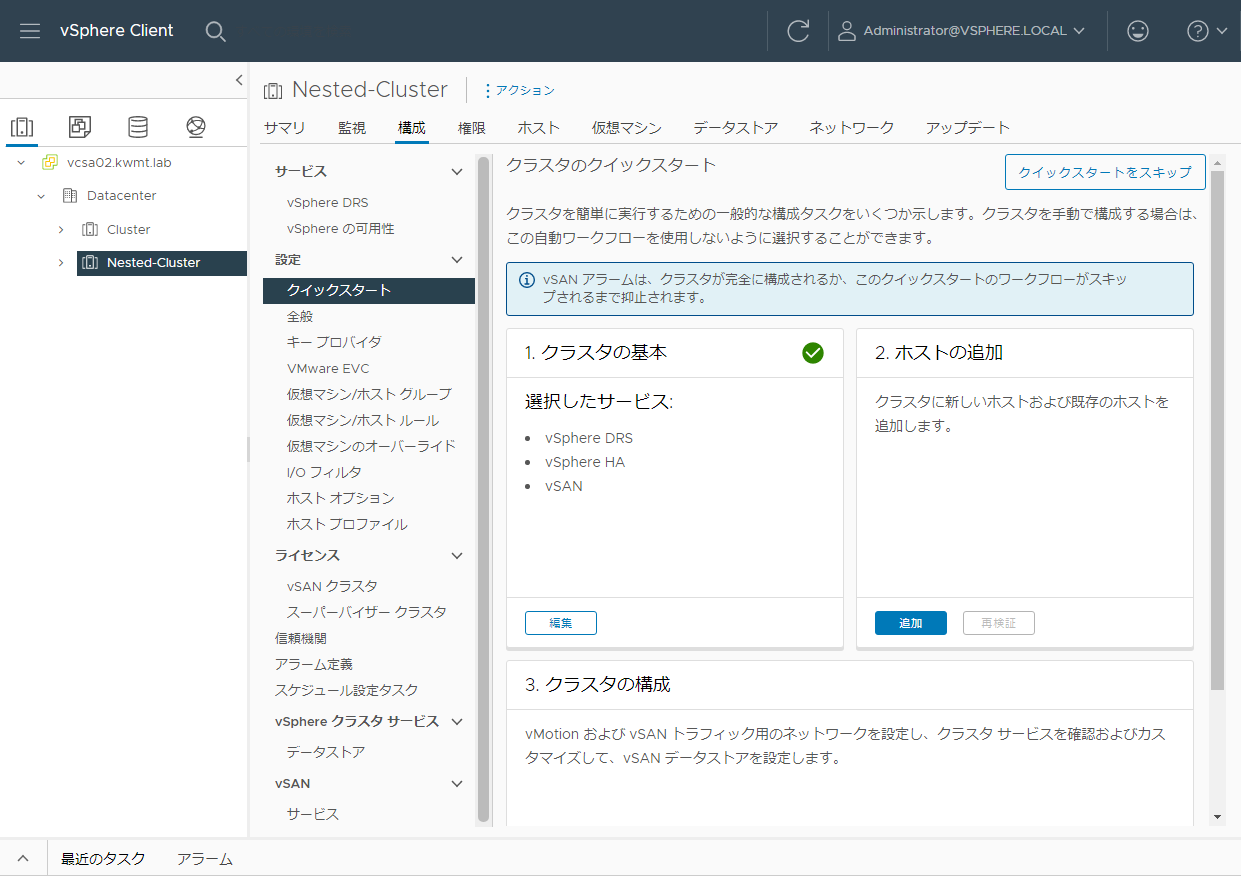 vSphere Client
Administrator@VSPHERE.LOCAL
Nested-Cluster
アクション
サマリ 監視 構成 権限 ホスト 仮想マシン データストア ネットワーク アップデート
vcsa02.kwmt.lab
Datacenter
Cluster
Nested-Cluster
サービス
vSphere DRS
vSphere の可用性
設定
クイックスタート
全般
キー プロバイダ
VMware EVC
仮想マシン/ホスト グループ
仮想マシン/ホスト ルール
仮想マシンのオーバーライド
I/O フィルタ
ホスト オプション
ホスト プロファイル
ライセンス
vSAN クラスタ
スーパーバイザー クラスタ
信頼機関
アラーム定義
スケジュール設定タスク
vSphere クラスタ サービス
データストア
vSAN
サービス
クラスタのクイックスタート
クイックスタートをスキップ
クラスタを簡単に実行するための一般的な構成タスクをいくつか示します。クラスタを手動で構成する場合は、
この自動ワークフローを使用しないように選択することができます。
vSAN アラームは、クラスタが完全に構成されるか、このクイックスタートのワークフローがスキッ
プされるまで抑止されます。
1. クラスタの基本
選択したサービス:
• vSphere DRS
• vSphere HA
• vSAN
編集
2. ホストの追加
クラスタに新しいホストおよび既存のホストを
追加します。
追加 再検証
3. クラスタの構成
vMotion および vSAN トラフィック用のネットワークを設定し、クラスタ サービスを確認およびカス
タマイズして、vSAN データストアを設定します。
最近のタスク アラーム